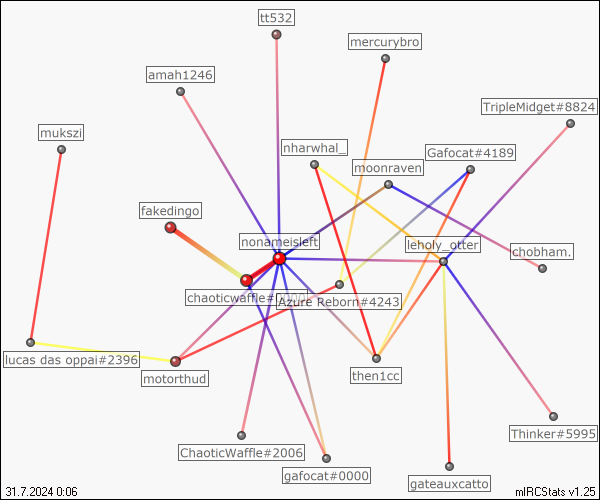 tt532
mercurybro
amah1246
TripleMidget#8824
mukszi
nharwhal_
Gafocat#4189
moonraven
fakedingo
nonameisleft
leholy_otter
chobham.
chaoticwaffle#0000
Azure Reborn#4243
lucas das oppai#2396
motorthud
then1cc
Thinker#5995
ChaoticWaffle#2006
gafocat#0000
gateauxcatto
31.7.2024 0:06
mIRCStats v1.25